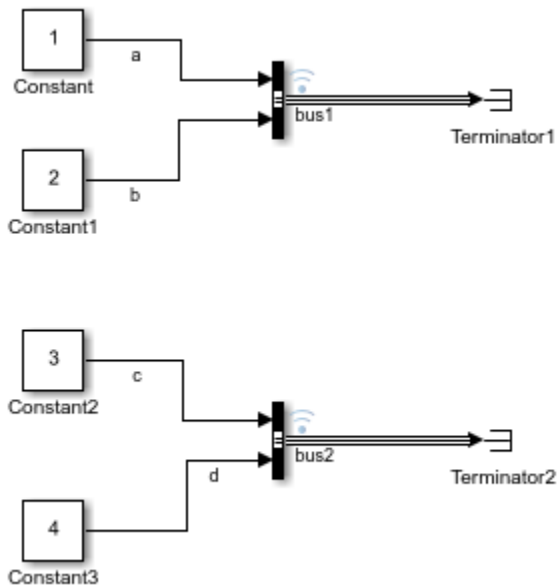 1
a
Constant
bus1
Terminator1
2
b
Constant1
3
c
Constant2
bus2
d
Terminator2
4
Constant3